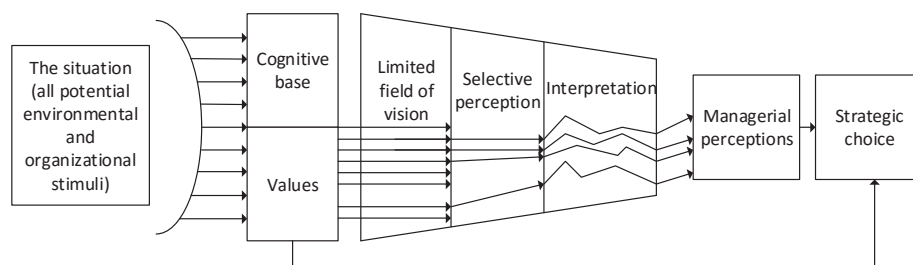 The situation
(all potential
environmental
and
organizational
stimuli)
Cognitive
base
Values
Limited
field of
vision
Selective
perception
Interpretation
Managerial
perceptions
Strategic
choice